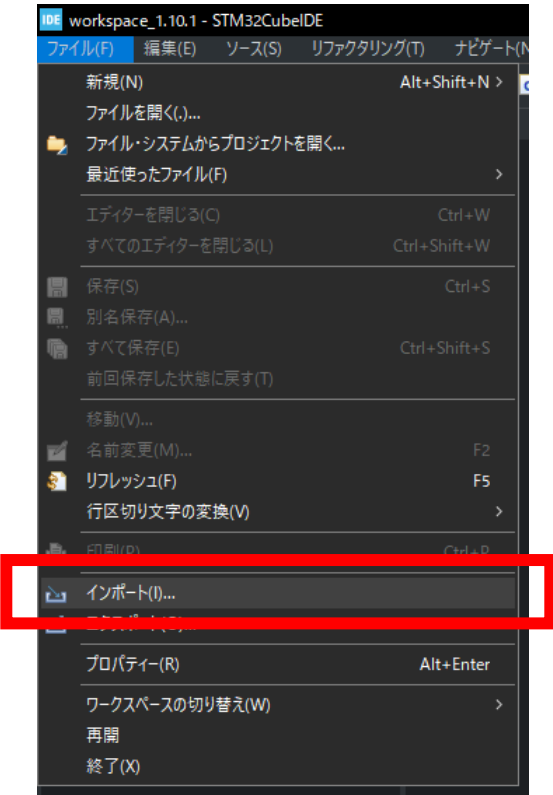 IDE workspace_1.10.1 - STM32CubeIDE
ファイル(F) 編集(E) ソース(S) リファクタリング(T) ナビゲート(N
新規(N) Alt+Shift+N >
ファイルを開く(.)...
ファイル・システムからプロジェクトを開く...
最近使ったファイル(F) >
エディターを閉じる(C) Ctrl+W
すべてのエディターを閉じる(L) Ctrl+Shift+W
保存(S) Ctrl+S
別名保存(A)...
すべて保存(E) Ctrl+Shift+S
前回保存した状態に戻す(T)
移動(V)...
名前変更(M)... F2
リフレッシュ(F) F5
行区切り文字の変換(V) >
印刷(P)... Ctrl+P
インポート(I)...
プロパティー(R) Alt+Enter
ワークスペースの切り替え(W) >
再開
終了(X)